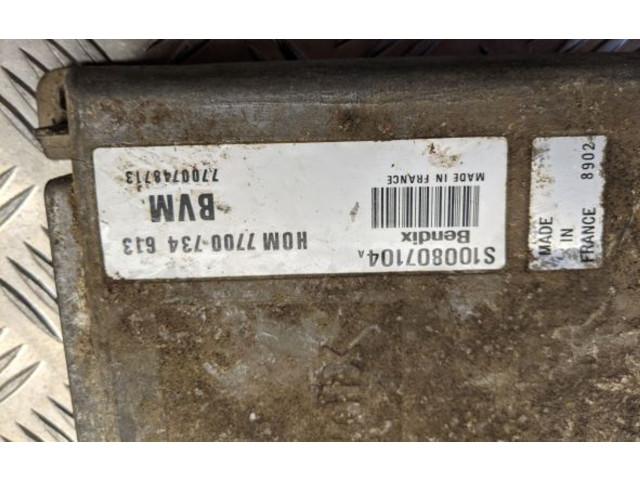 S100807104A
Bendix
MADE IN FRANCE
HOM 7700 734 613
BVM
7700748713
MADE
IN
FRANCE 8902